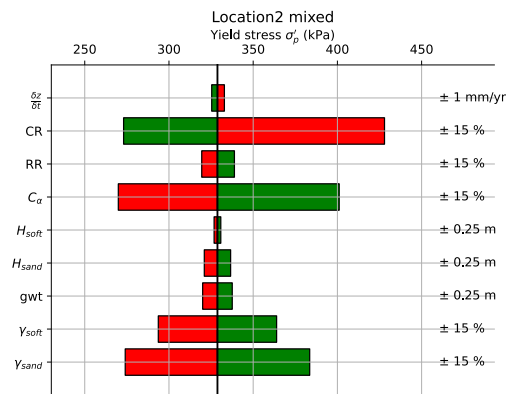 Location2 mixed
Yield stress σ′p (kPa)
250 300 350 400 450
δz/δt ± 1 mm/yr
CR ± 15 %
RR ± 15 %
Cα ± 15 %
Hsoft ± 0.25 m
Hsand ± 0.25 m
gwt ± 0.25 m
γsoft ± 15 %
γsand ± 15 %